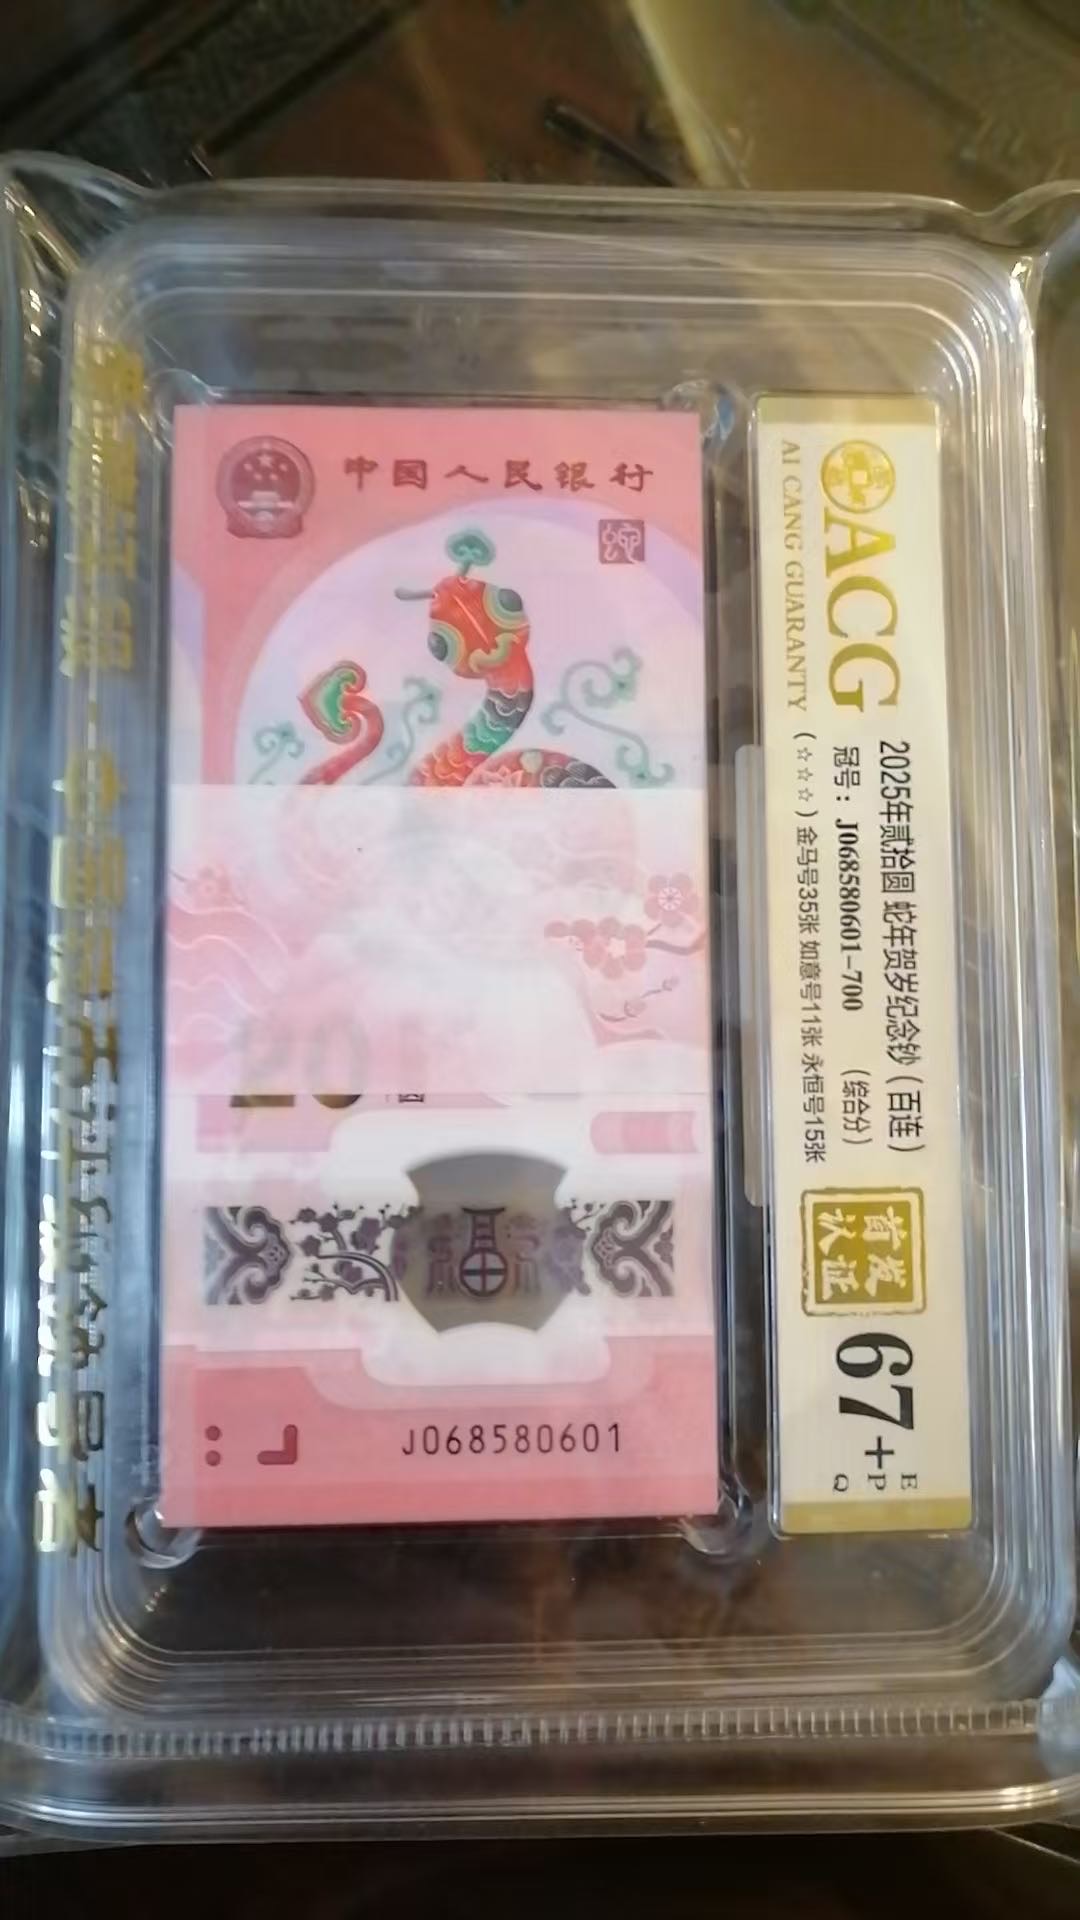 中国人民银行
蛇
J068580601
ACG
AI CANG GUARANTY
2025年贰拾圆 蛇年贺岁纪念钞（百连）
冠号：J068580601-700 （综合分）
（☆☆☆）金马号35张 如意号11张 永恒号15张
首发
认证
67+
E
P
Q